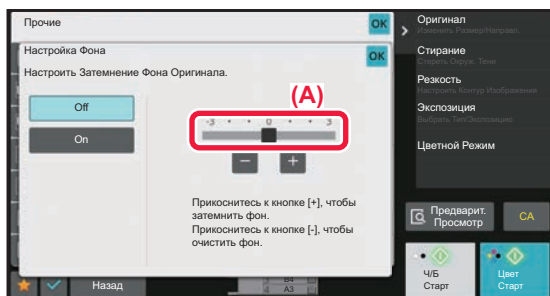 Прочие
OK
Настройка Фона
OK
Настроить Затемнение Фона Оригинала.
Off
On
(A)
-3 • • 0 • • 3
−
+
Прикоснитесь к кнопке [+], чтобы
затемнить фон.
Прикоснитесь к кнопке [-], чтобы
очистить фон.
Назад
B4
A3
Оригинал
Изменить Размер/Направл.
Стирание
Стереть Окруж. Тени
Резкость
Настроить Контур Изображения
Экспозиция
Выбрать Тип/Экспозицию
Цветной Режим
Предварит.
Просмотр
CA
Ч/Б
Старт
Цвет
Старт